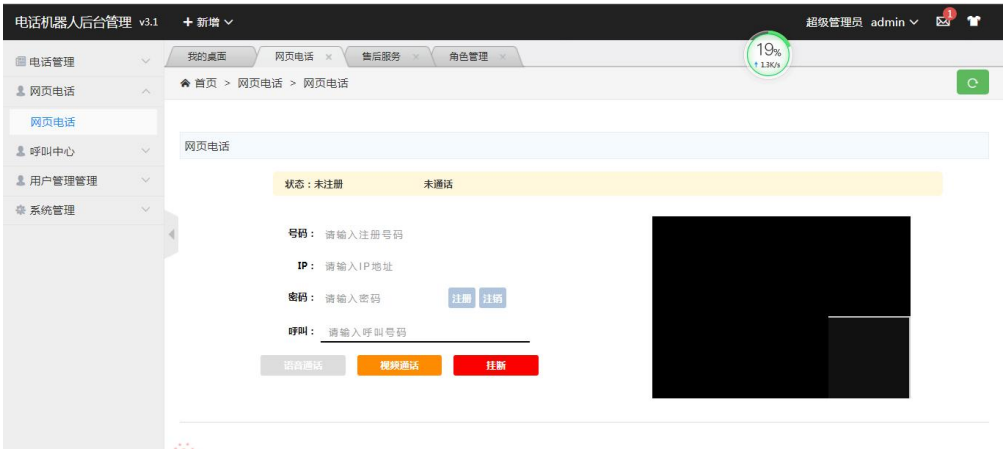 电话机器人后台管理 v3.1 新增 超级管理员 admin 1
我的桌面 网页电话 售后服务 角色管理
19%
1.3K/s
首页 > 网页电话 > 网页电话
电话管理
网页电话
网页电话
呼叫中心
用户管理管理
系统管理
网页电话
状态：未注册 未通话
号码： 请输入注册号码
IP： 请输入IP地址
密码： 请输入密码 注册 注销
呼叫： 请输入呼叫号码
语音通话 视频通话 挂断